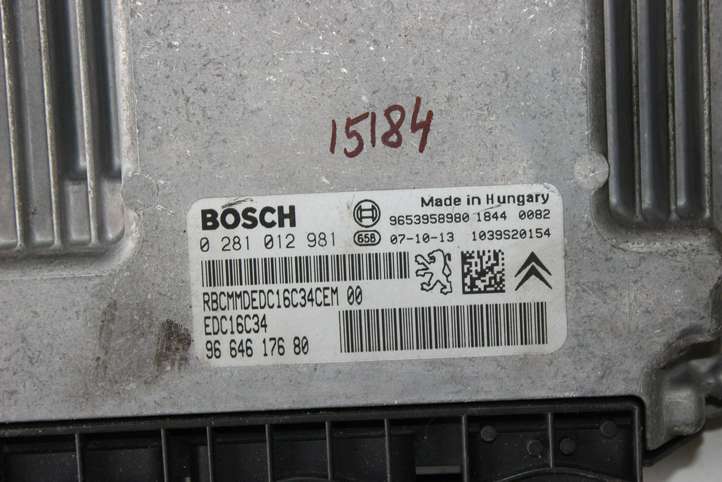 15184
BOSCH
Made in Hungary
9653958980 1844 0082
0 281 012 981 658 07-10-13 1039S20154
RBCMMDEDC16C34CEM 00
EDC16C34
96 646 176 80